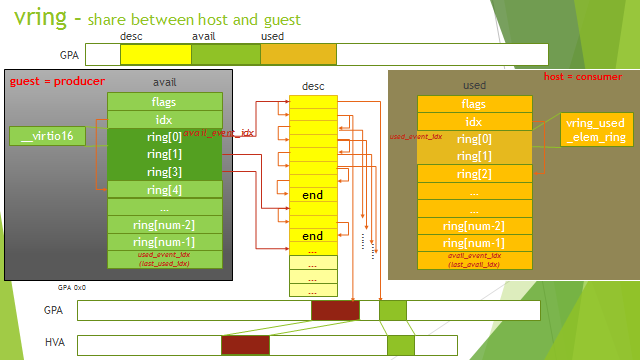 vring – share between host and guest
desc
avail
used
GPA
guest = producer
avail
flags
idx
ring[0]
ring[1]
ring[3]
ring[4]
...
ring[num-2]
ring[num-1]
used_event_idx
(last_used_idx)
__virtio16
avail_event_idx
desc
end
end
...
...
...
...
host = consumer
used
used_event_idx
flags
idx
ring[0]
ring[1]
ring[2]
...
...
ring[num-2]
ring[num-1]
avail_event_idx
(last_avail_idx)
vring_used
_elem_ring
GPA 0x0
GPA
HVA